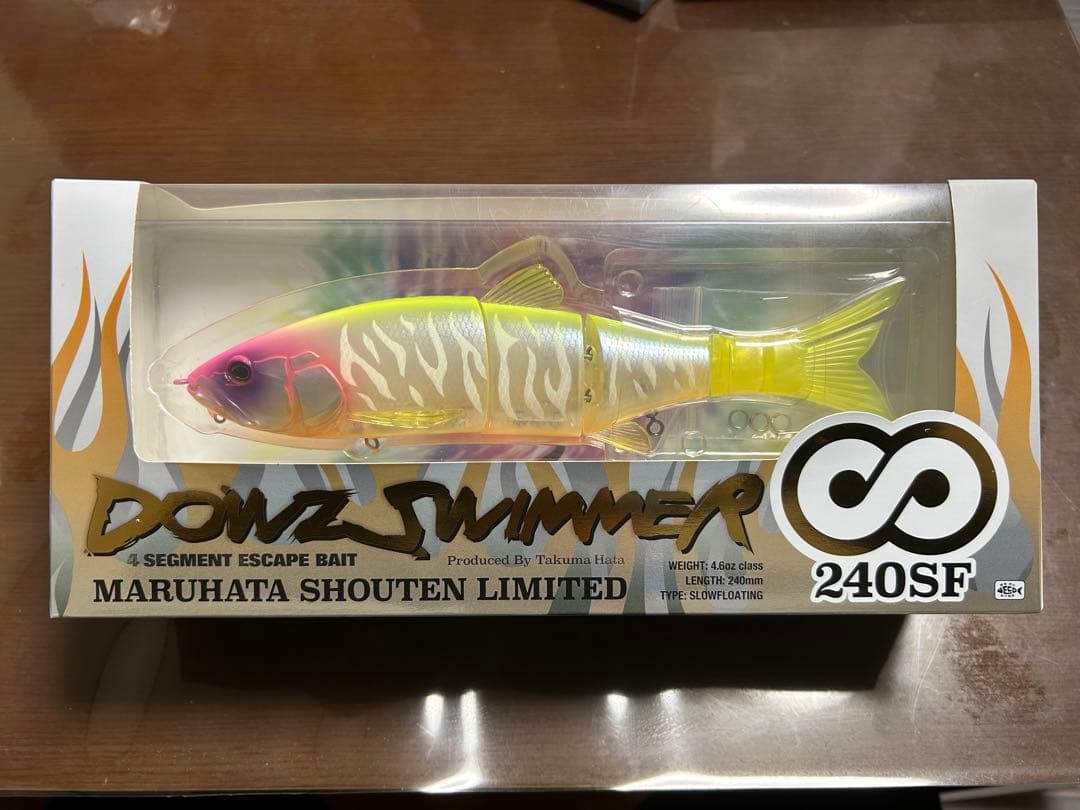 DOWZ SWIMMER
4 SEGMENT ESCAPE BAIT
Produced By Takuma Hata
MARUHATA SHOUTEN LIMITED
WEIGHT: 4.6oz class
LENGTH: 240mm
TYPE: SLOWFLOATING
240SF